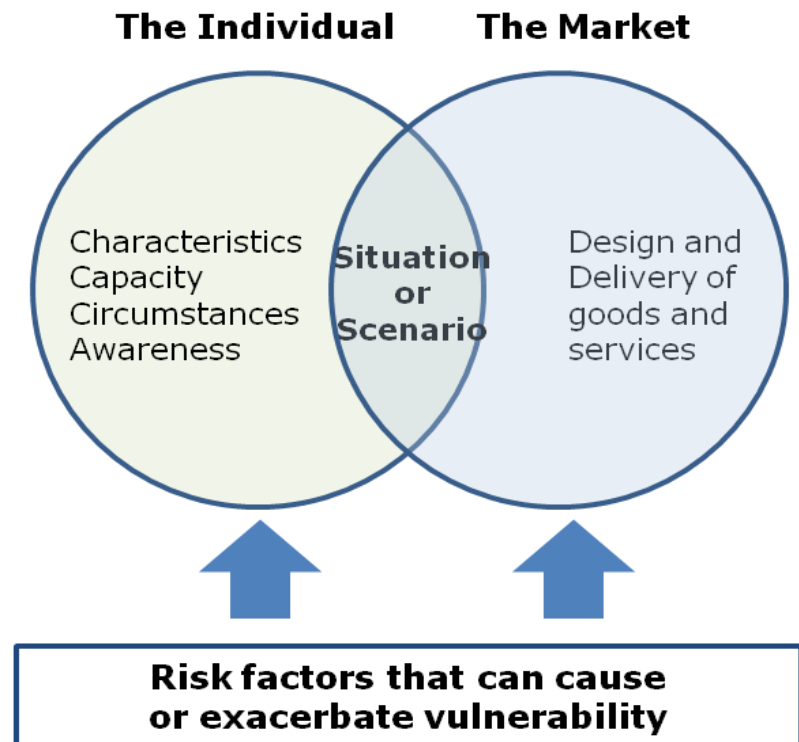 The Individual
The Market
Characteristics
Capacity
Circumstances
Awareness
Situation
or
Scenario
Design and
Delivery of
goods and
services
Risk factors that can cause
or exacerbate vulnerability